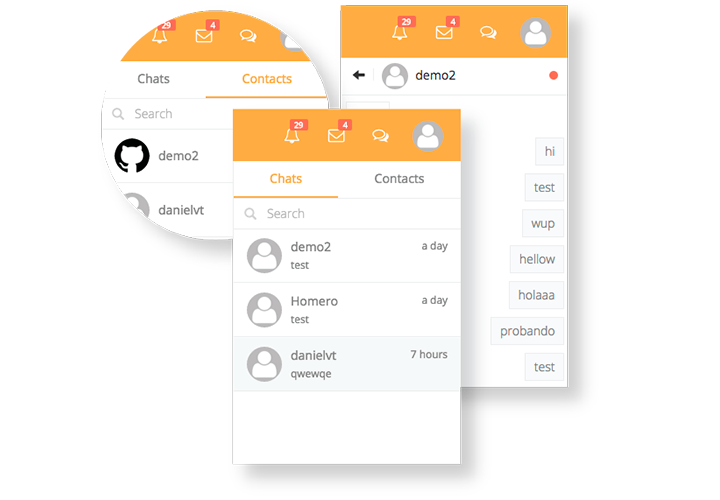 29 4
Chats Contacts
Search
demo2
danielvt
29 4
demo2
hi
test
wup
hellow
holaaa
probando
test
29 4
Chats Contacts
Search
demo2 a day
test
Homero a day
test
danielvt 7 hours
qwewqe